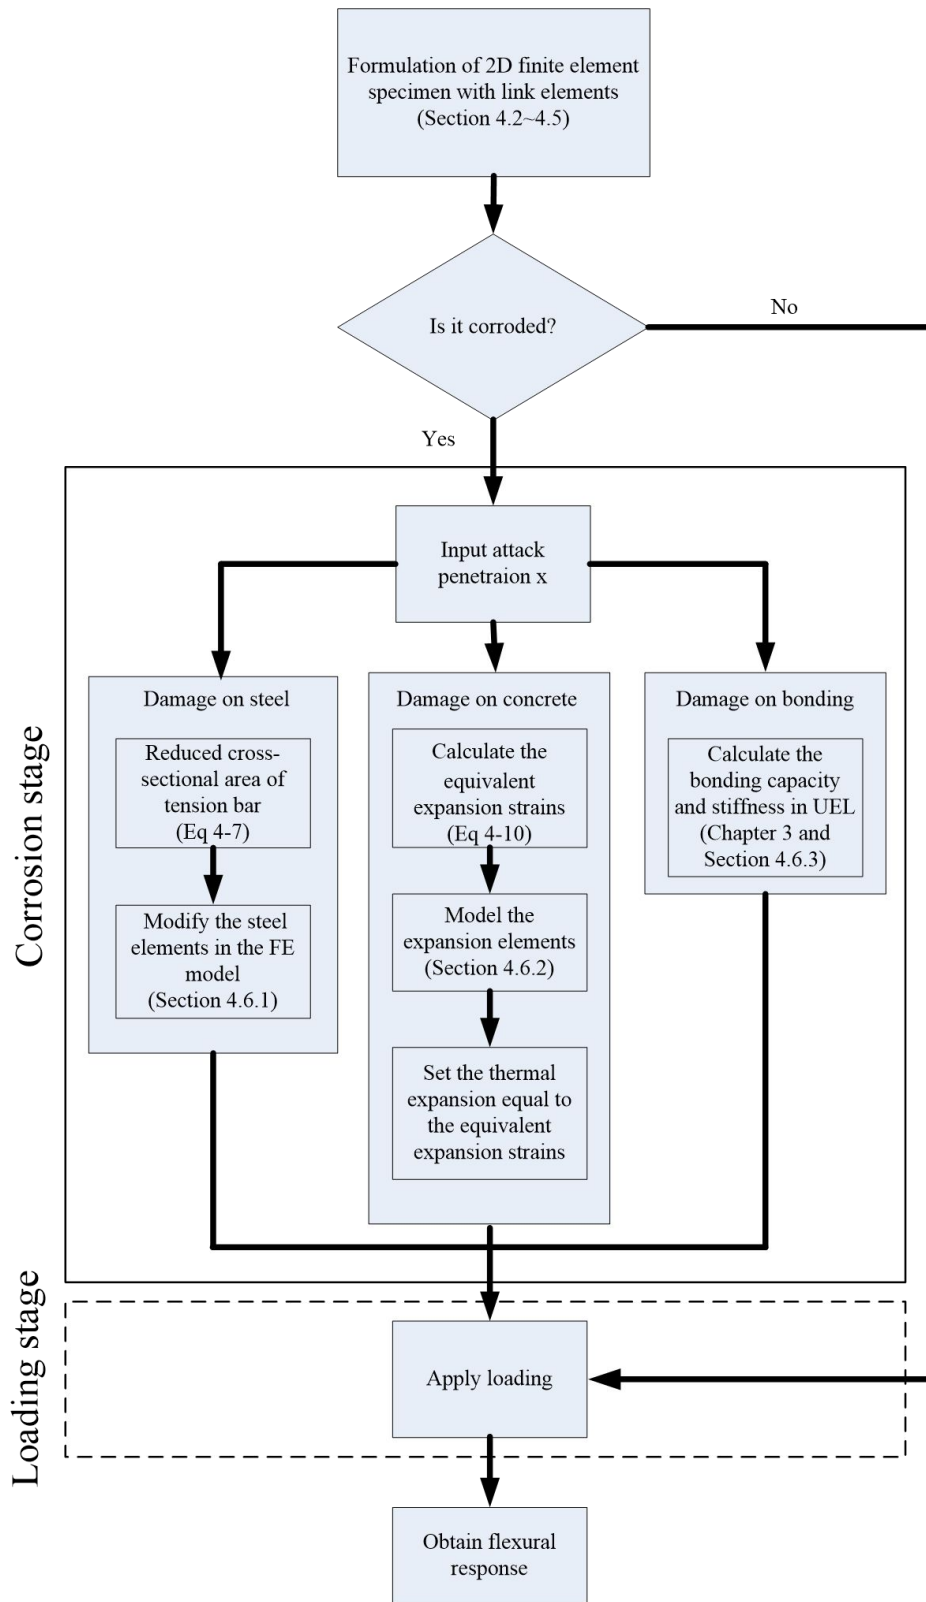 Formulation of 2D finite element
specimen with link elements
(Section 4.2~4.5)
Is it corroded?
No
Yes
Corrosion stage
Input attack
penetraion x
Damage on steel
Reduced cross-
sectional area of
tension bar
(Eq 4-7)
Modify the steel
elements in the FE
model
(Section 4.6.1)
Damage on concrete
Calculate the
equivalent
expansion strains
(Eq 4-10)
Model the
expansion elements
(Section 4.6.2)
Set the thermal
expansion equal to
the equivalent
expansion strains
Damage on bonding
Calculate the
bonding capacity
and stiffness in UEL
(Chapter 3 and
Section 4.6.3)
Loading stage
Apply loading
Obtain flexural
response